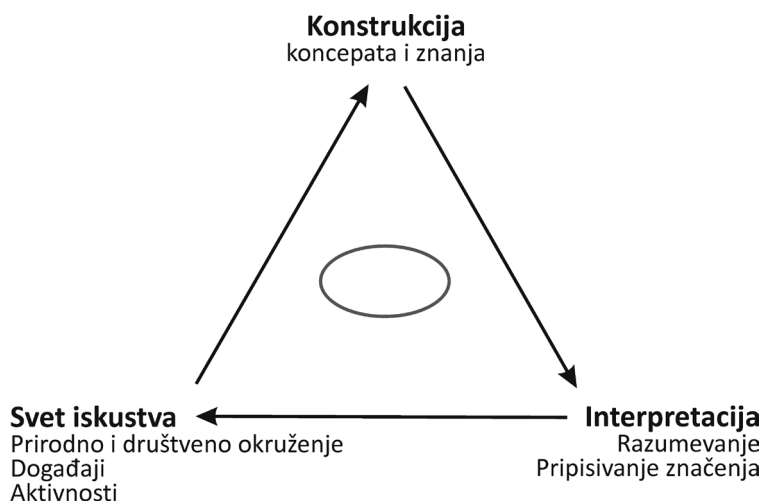 Konstrukcija
koncepata i znanja
Svet iskustva
Prirodno i društveno okruženje
Događaji
Aktivnosti
Interpretacija
Razumevanje
Pripisivanje značenja